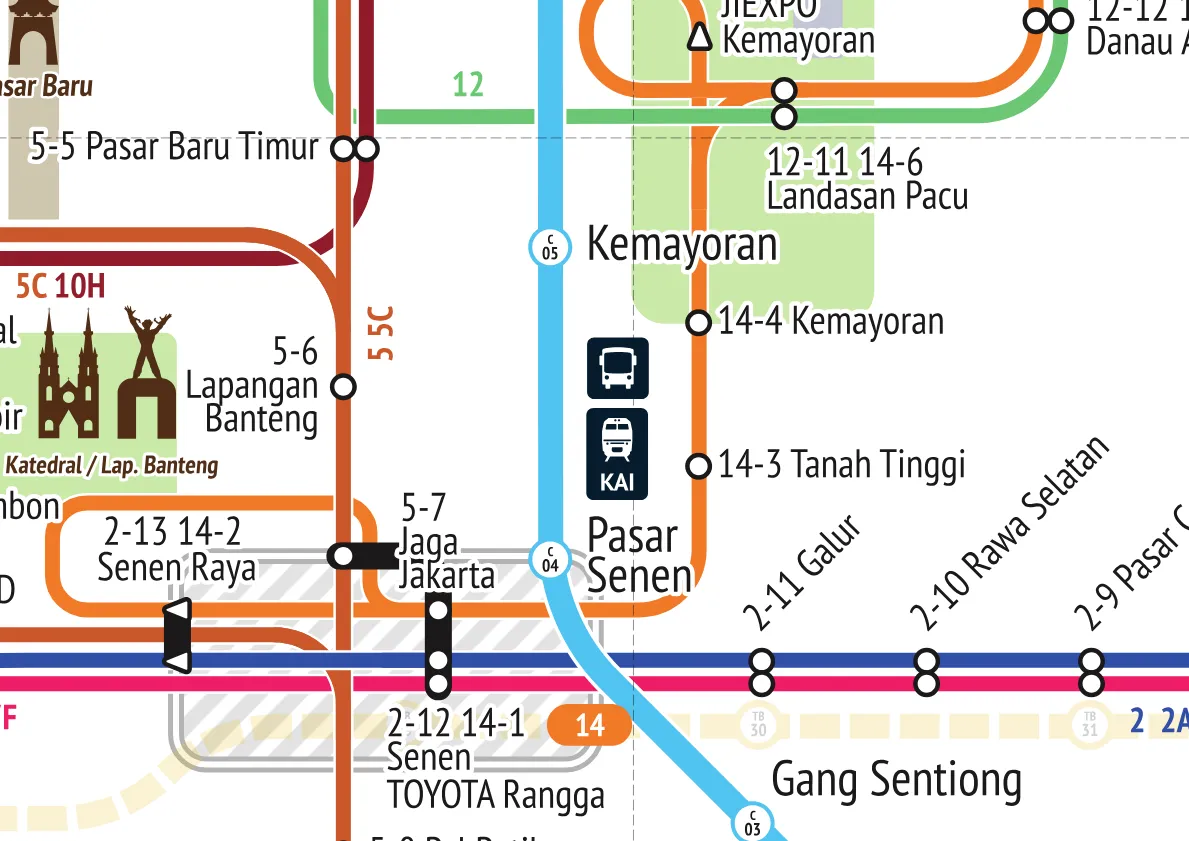 JIEXPO
Kemayoran
12-12
Danau
12
5-5 Pasar Baru Timur
12-11 14-6
Landasan Pacu
C
05
Kemayoran
5C 10H
5 5C
14-4 Kemayoran
5-6
Lapangan
Banteng
KAI
14-3 Tanah Tinggi
Katedral / Lap. Banteng
2-13 14-2
Senen Raya
5-7
Jaga
Jakarta
C
04
Pasar
Senen
2-11 Galur
2-10 Rawa Selatan
2-9 Pasar
2-12 14-1
Senen
TOYOTA Rangga
14
TB
30
TB
31
2 2A
Gang Sentiong
C
03